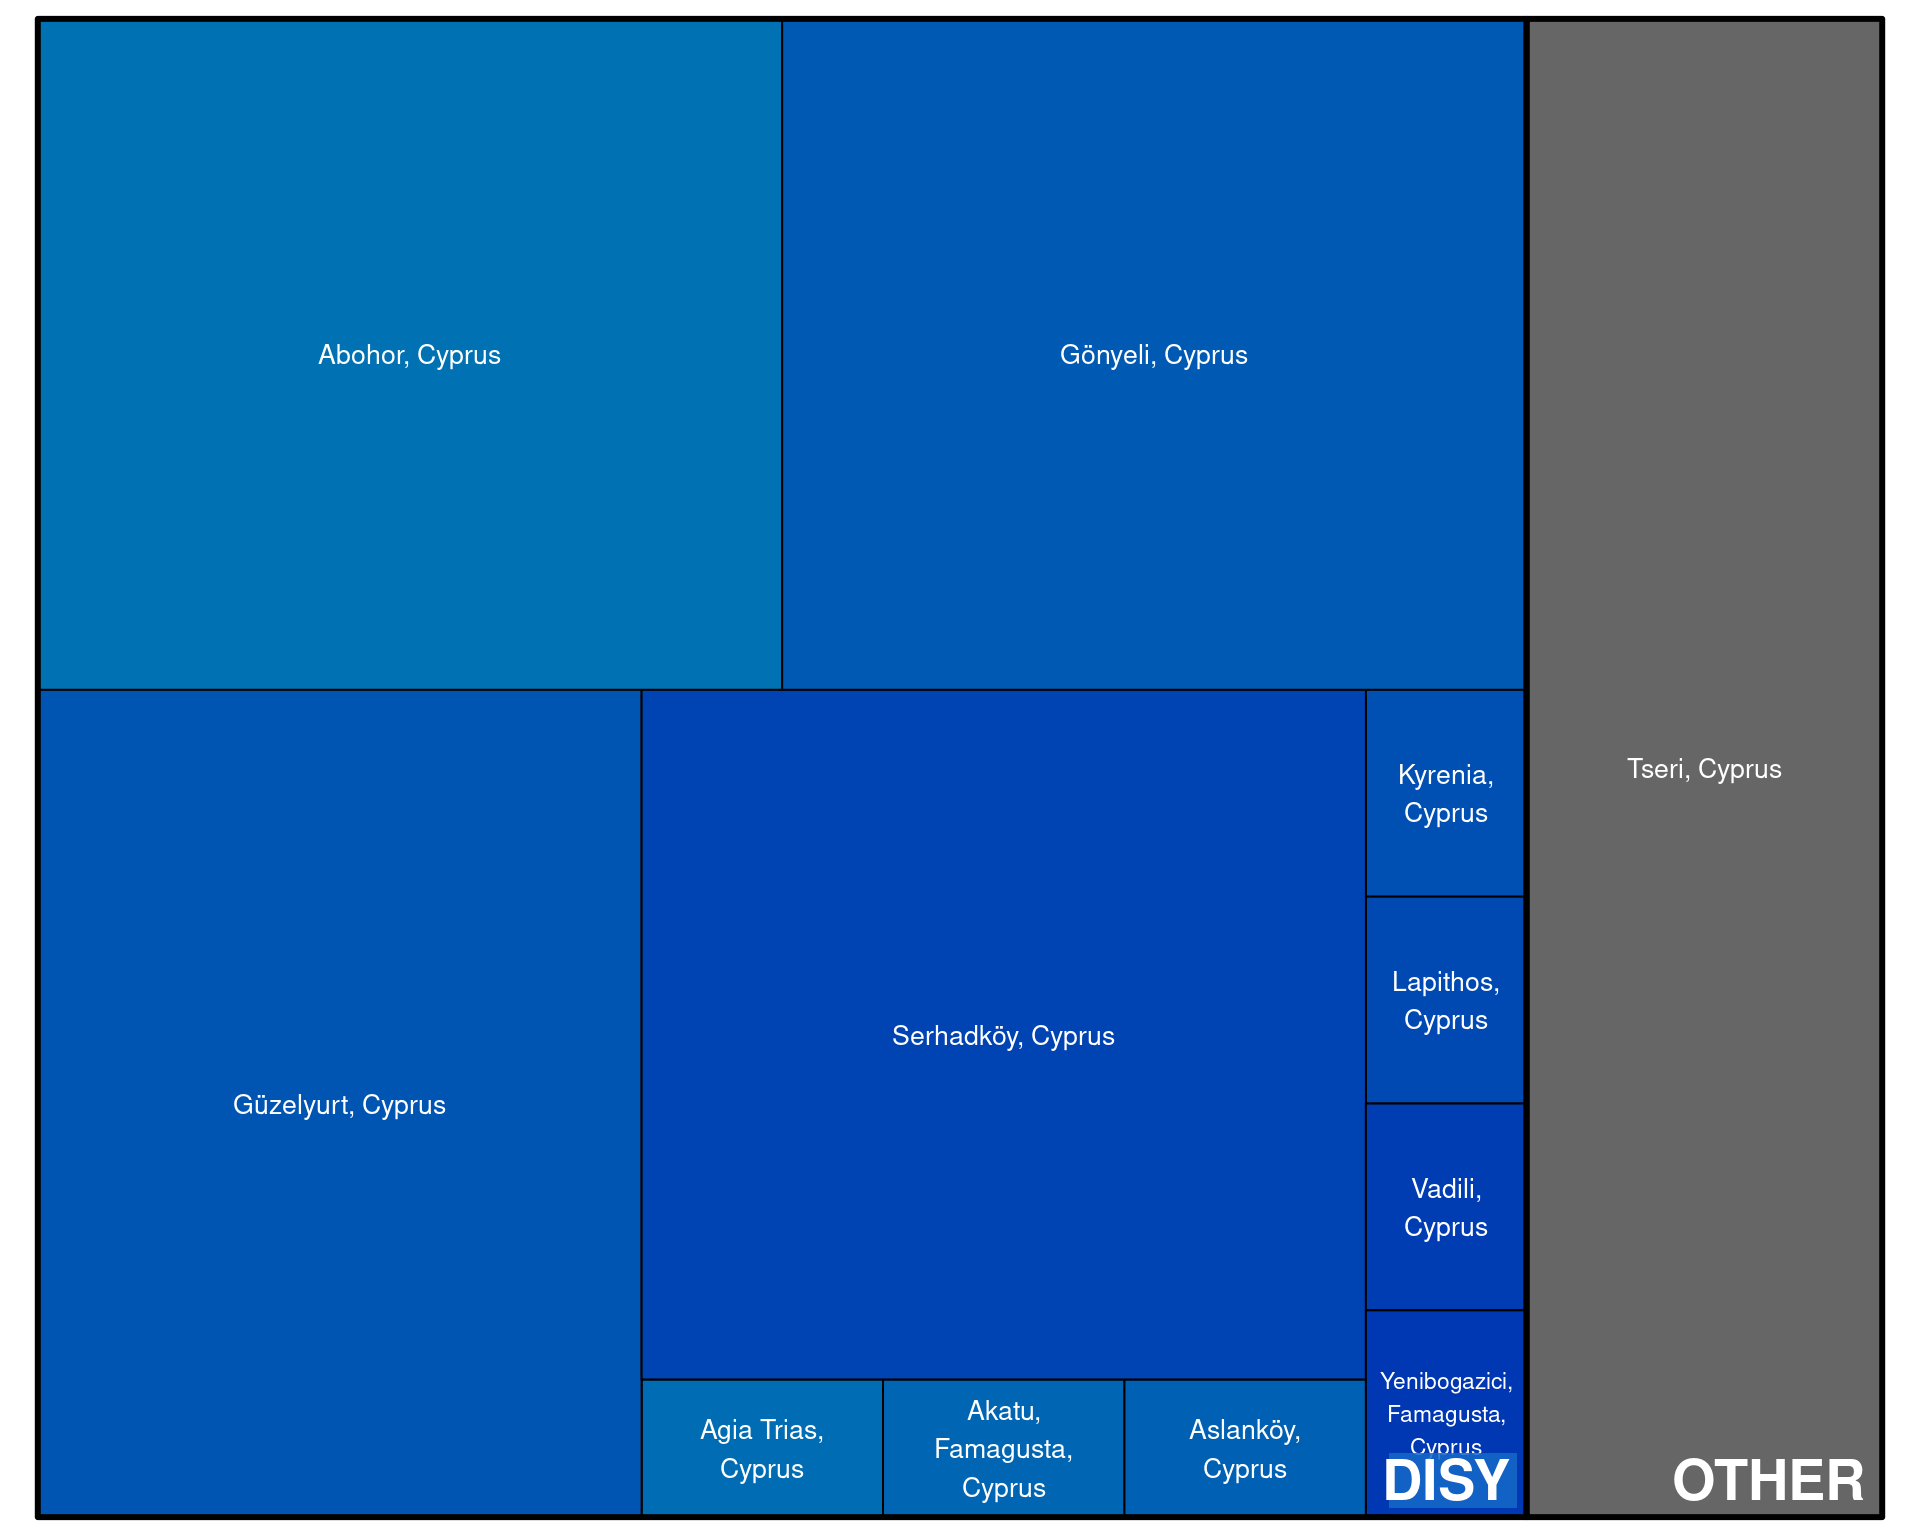 Abohor, Cyprus
Gönyeli, Cyprus
Tseri, Cyprus
Kyrenia,
Cyprus
Lapithos,
Cyprus
Serhadköy, Cyprus
Güzelyurt, Cyprus
Vadili,
Cyprus
Yenibogazici,
Famagusta,
Cyprus
Agia Trias,
Cyprus
Akatu,
Famagusta,
Cyprus
Aslanköy,
Cyprus
DISY
OTHER